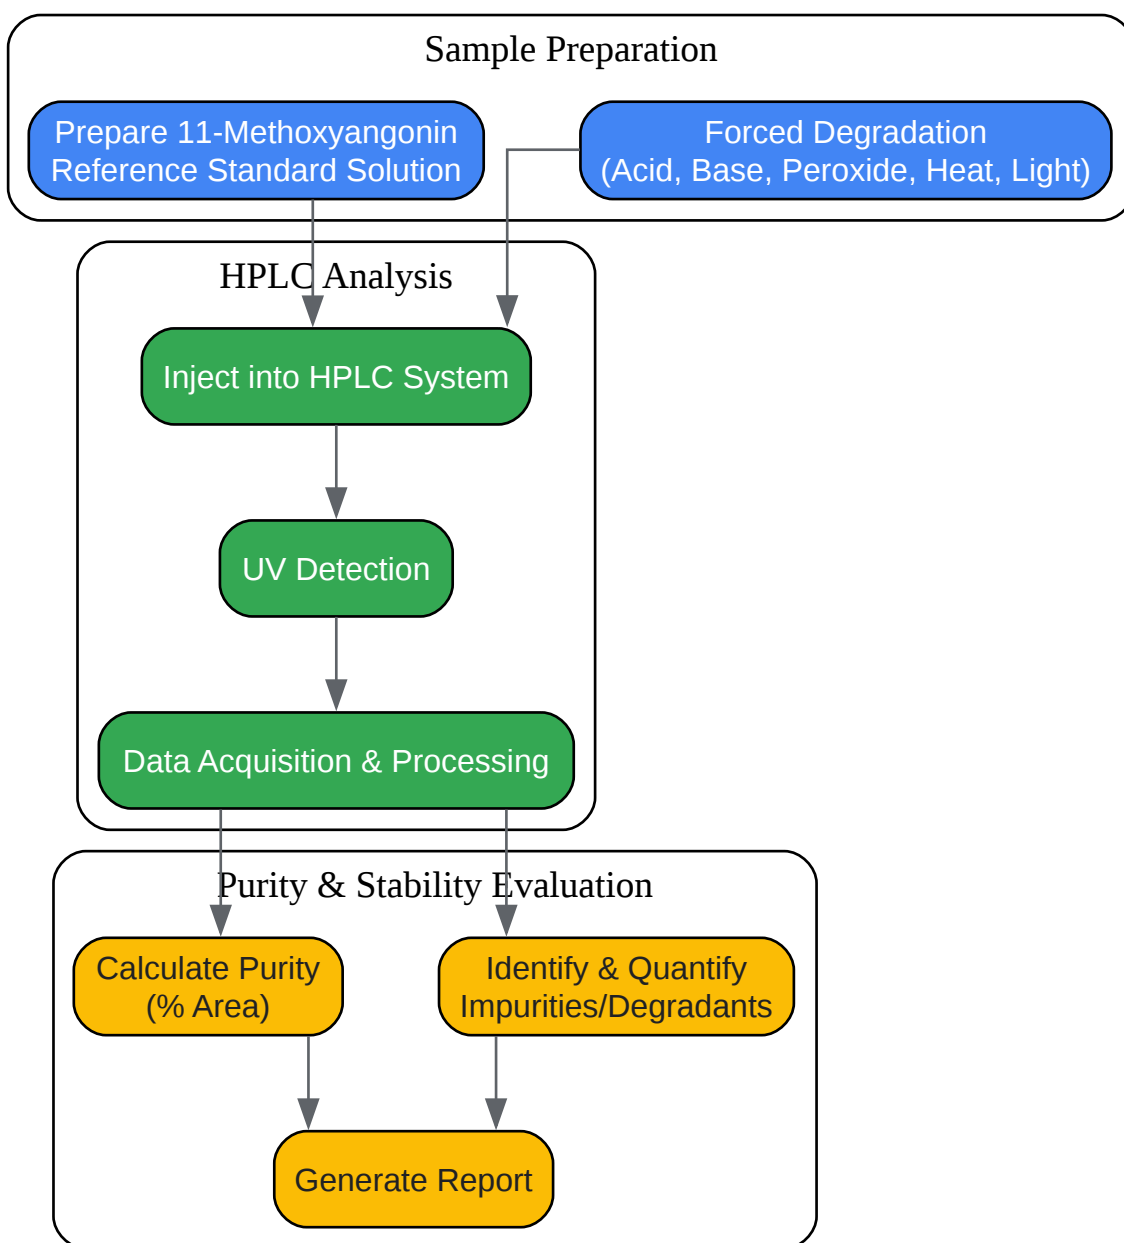 Sample Preparation
Prepare 11-Methoxyangonin
Reference Standard Solution
Forced Degradation
(Acid, Base, Peroxide, Heat, Light)
HPLC Analysis
Inject into HPLC System
UV Detection
Data Acquisition & Processing
Purity & Stability Evaluation
Calculate Purity
(% Area)
Identify & Quantify
Impurities/Degradants
Generate Report